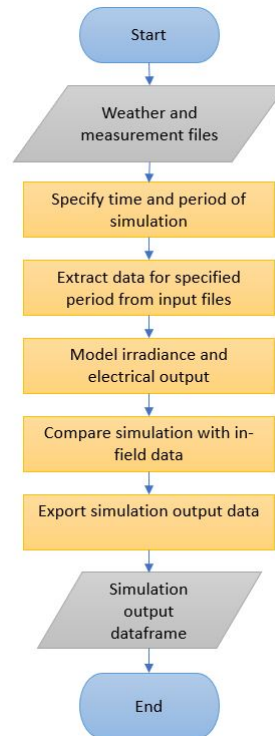 Start
Weather and
measurement files
Specify time and period of
simulation
Extract data for specified
period from input files
Model irradiance and
electrical output
Compare simulation with in-
field data
Export simulation output data
Simulation
output
dataframe
End